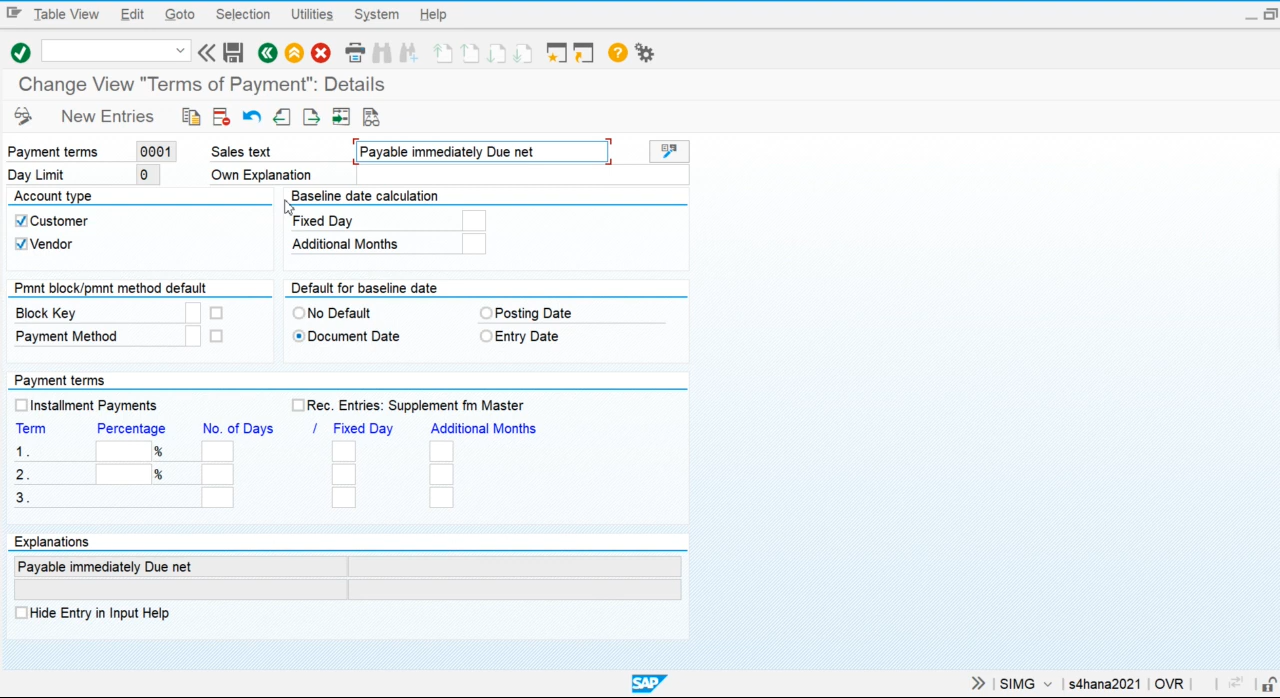 Table View Edit Goto Selection Utilities System Help
Change View "Terms of Payment": Details
New Entries
Payment terms 0001 Sales text Payable immediately Due net
Day Limit 0 Own Explanation
Account type Baseline date calculation
Customer Fixed Day
Vendor Additional Months
Pmnt block/pmnt method default Default for baseline date
Block Key No Default Posting Date
Payment Method Document Date Entry Date
Payment terms
Installment Payments Rec. Entries: Supplement fm Master
Term Percentage No. of Days / Fixed Day Additional Months
1. %
2. %
3.
Explanations
Payable immediately Due net
Hide Entry in Input Help
SAP SIMG s4hana2021 OVR